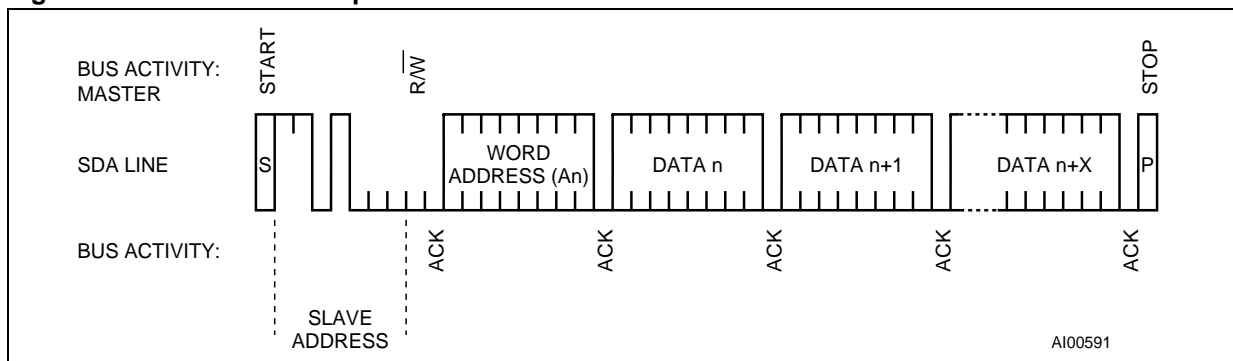 BUS ACTIVITY:
MASTER
START
R/W
STOP
SDA LINE
S
WORD
ADDRESS (An)
DATA n
DATA n+1
DATA n+X
P
BUS ACTIVITY:
ACK
ACK
ACK
ACK
ACK
SLAVE
ADDRESS
AI00591